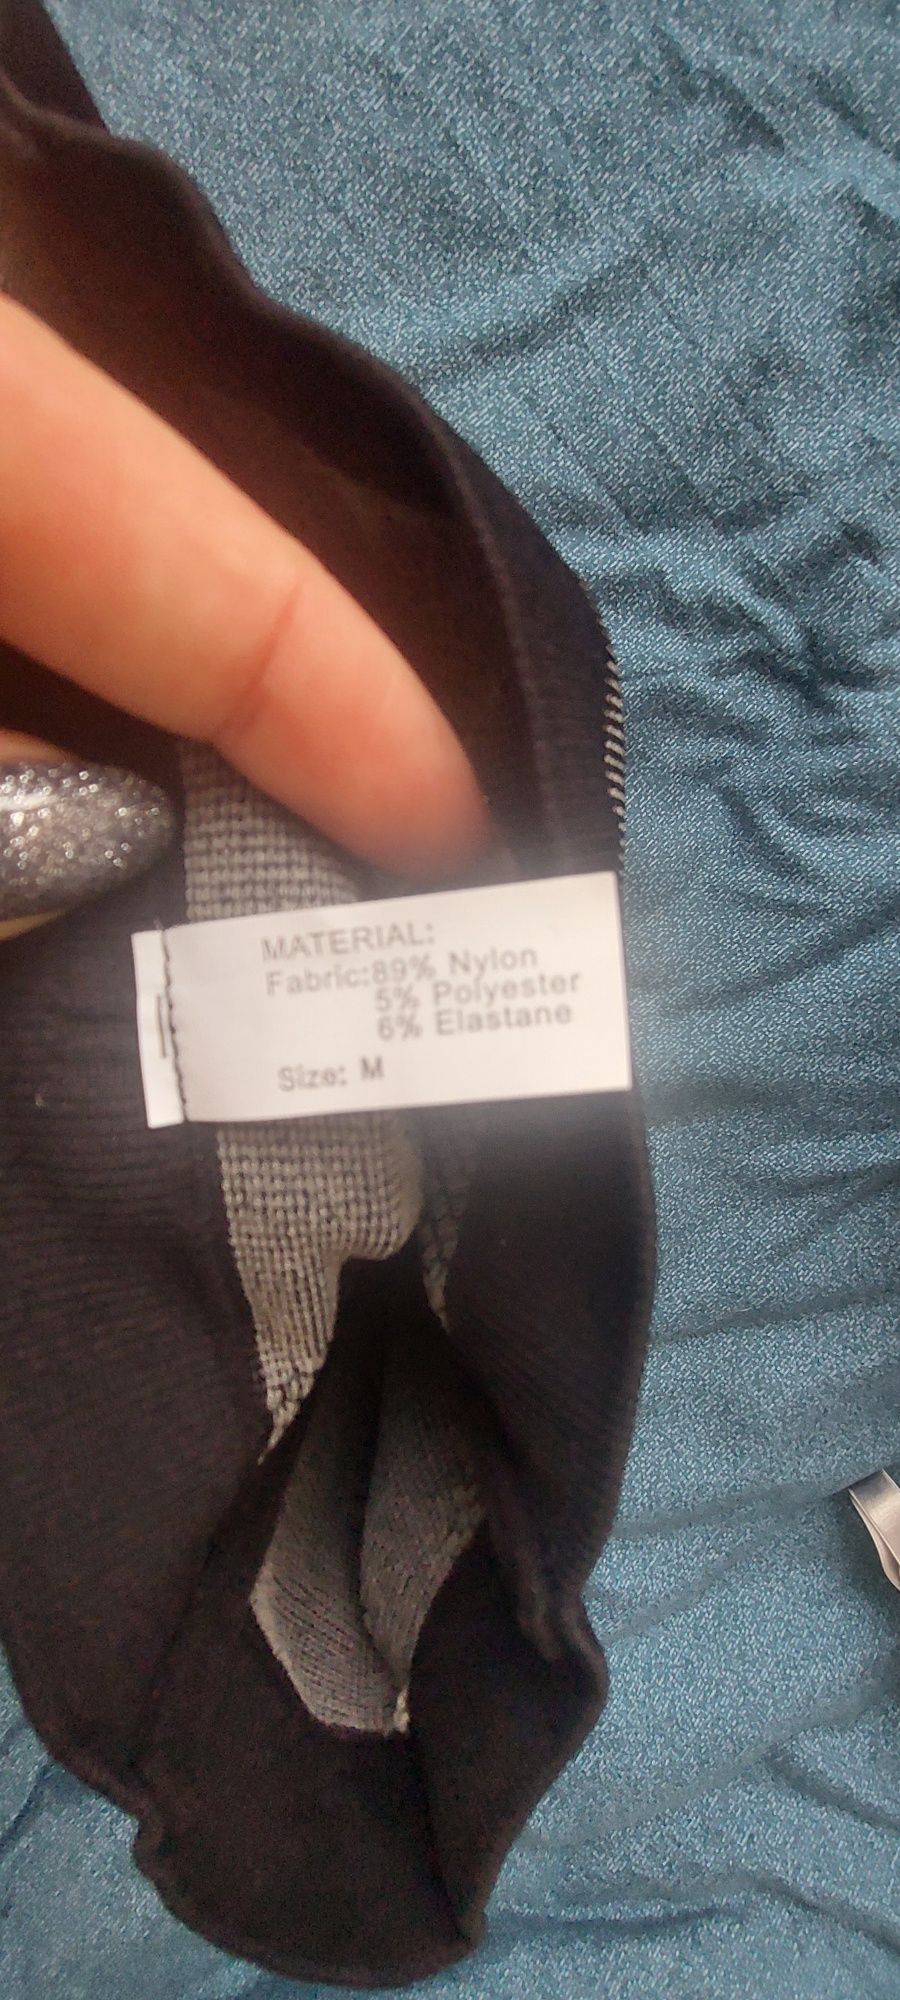 MATERIAL:
Fabric:89% Nylon
5% Polyester
6% Elastane
Size: M